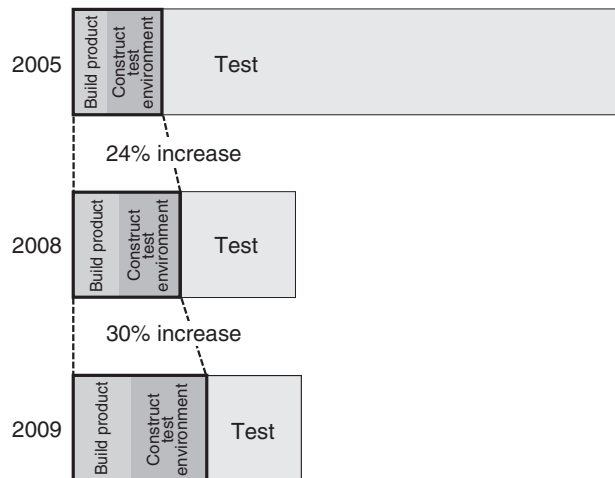 2005
Build product
Construct
test
environment
Test
24% increase
2008
Build product
Construct
test
environment
Test
30% increase
2009
Build product
Construct
test
environment
Test